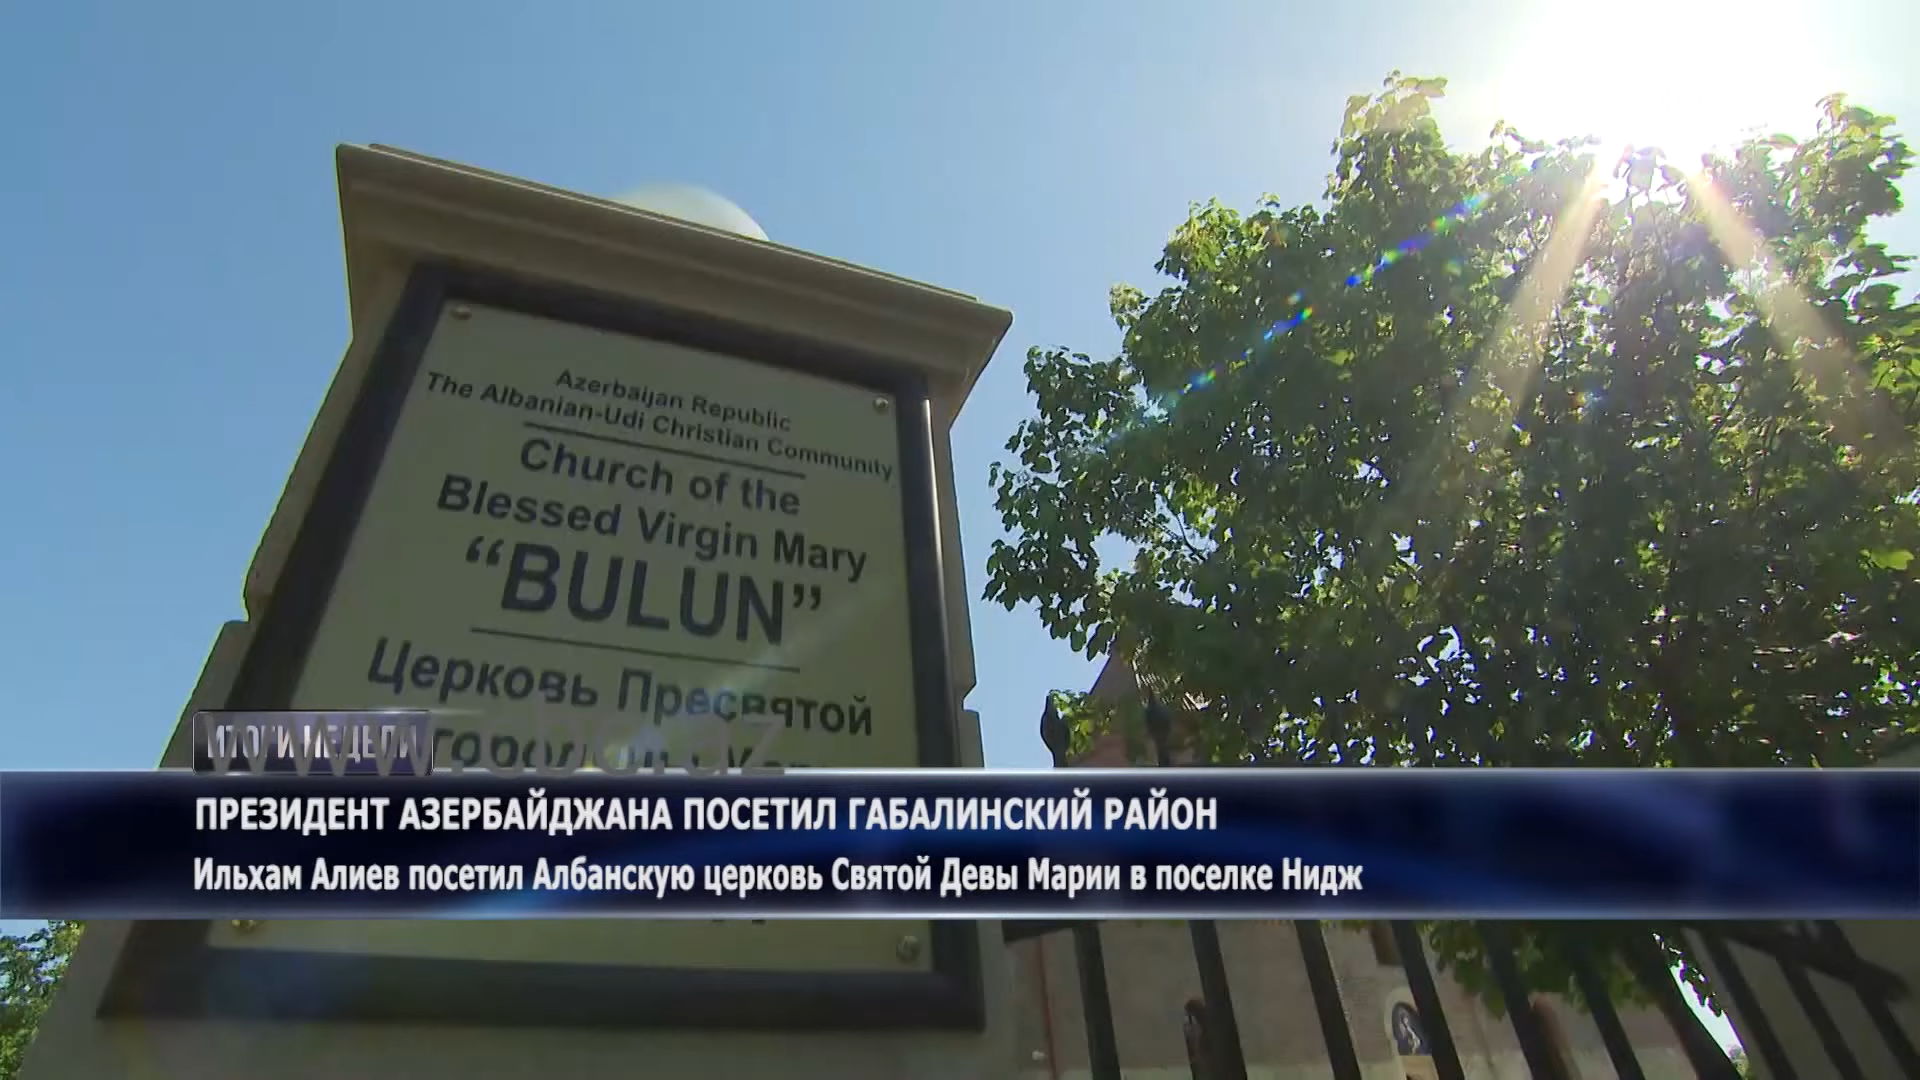 Azerbaijan Republic
The Albanian-Udi Christian Community
Church of the
Blessed Virgin Mary
“BULUN”
Церковь Пресвятой
ИТОГИ НЕДЕЛИ
ПРЕЗИДЕНТ АЗЕРБАЙДЖАНА ПОСЕТИЛ ГАБАЛИНСКИЙ РАЙОН
Ильхам Алиев посетил Албанскую церковь Святой Девы Марии в поселке Нидж